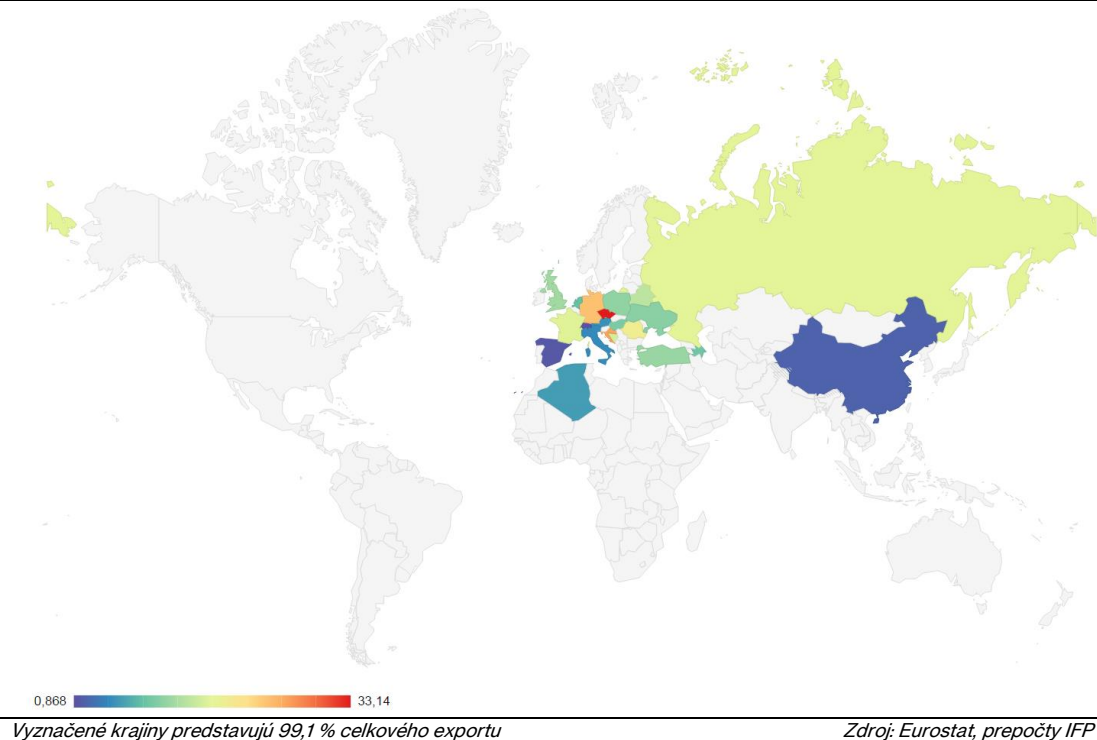 0,868 33,14
Vyznačené krajiny predstavujú 99,1 % celkového exportu Zdroj: Eurostat, prepočty IFP